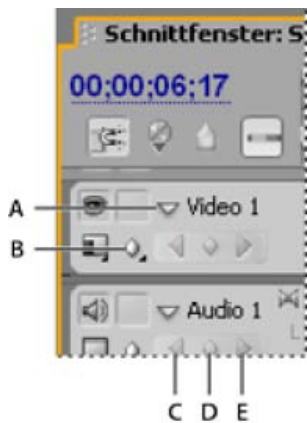 Schnittfenster: S
00;00;06;17
A
Video 1
B
Audio 1
C D E